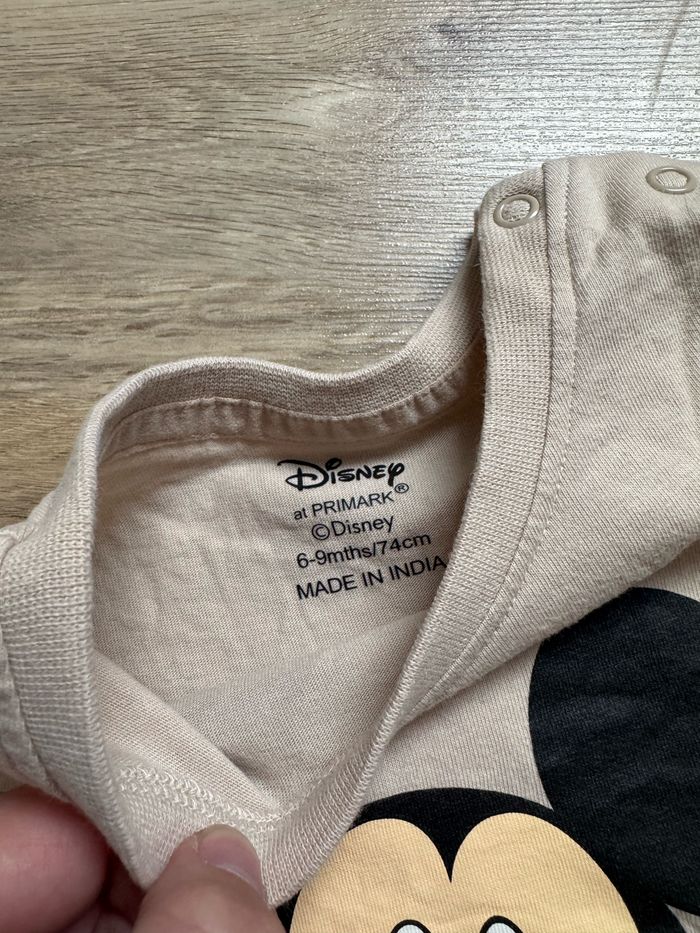 Disney
at PRIMARK®
©Disney
6-9mths/74cm
MADE IN INDIA